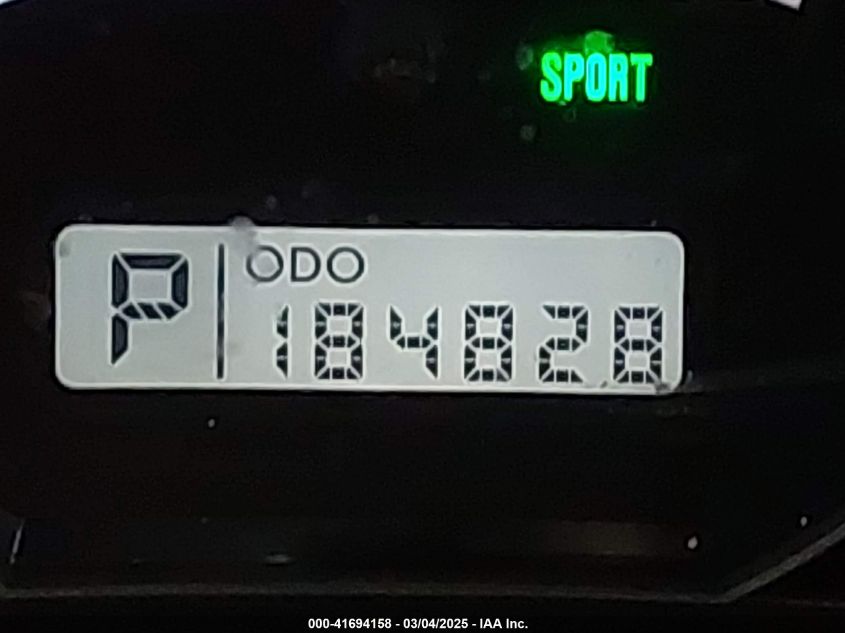 SPORT
P
ODO
184828
000-41694158 - 03/04/2025 - IAA Inc.